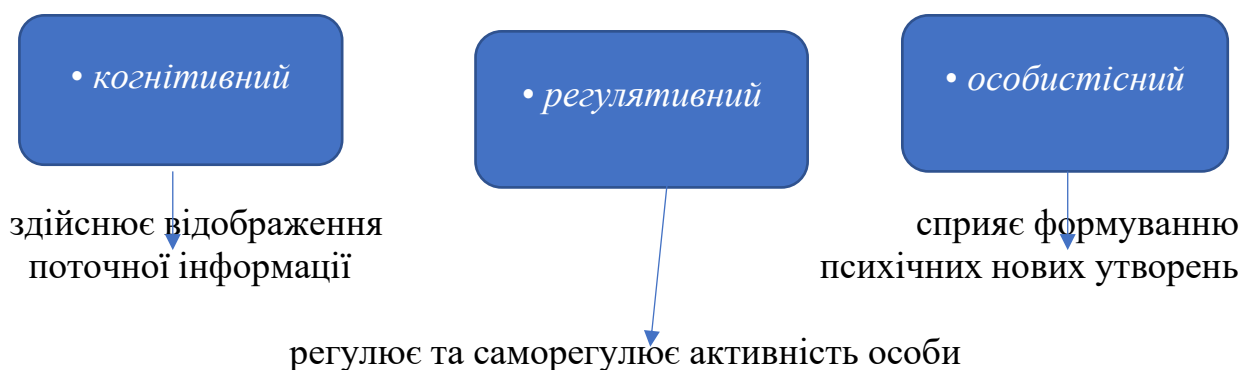 • когнітивний
• регулятивний
• особистісний
здійснює відображення
поточної інформації
сприяє формуванню
психічних нових утворень
регулює та саморегулює активність особи